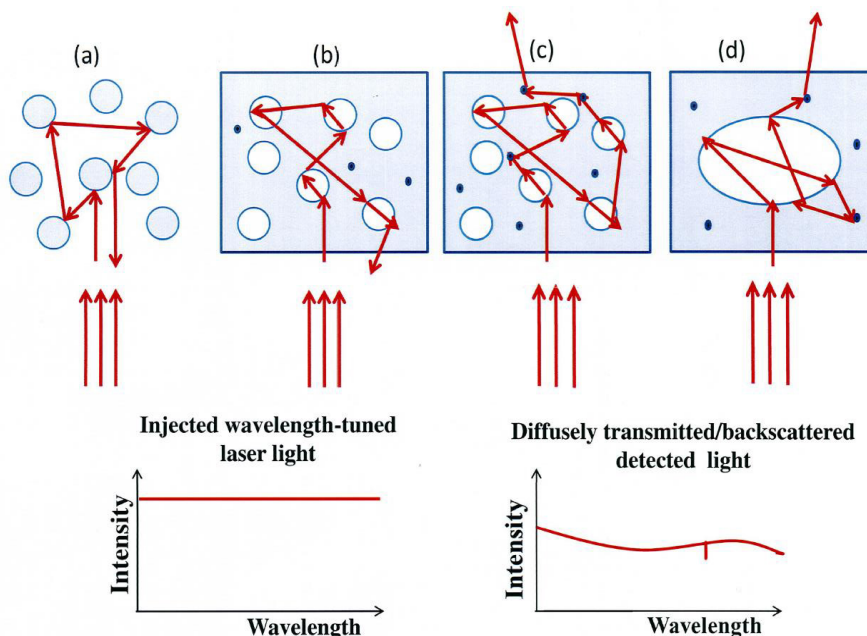 (a)
(b)
(c)
(d)
Injected wavelength-tuned
laser light
Diffusely transmitted/backscattered
detected light
Intensity
Wavelength
Intensity
Wavelength